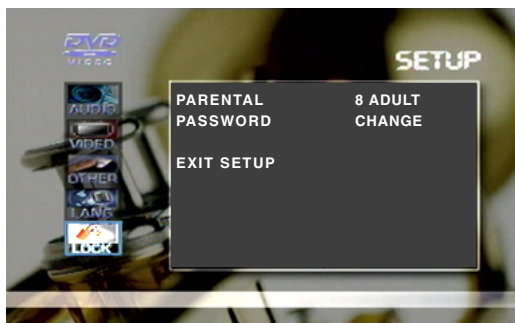 DVD
VIDEO
SETUP
AUDIO
VIDEO
OTHER
LANG
LOCK
PARENTAL 8 ADULT
PASSWORD CHANGE
EXIT SETUP